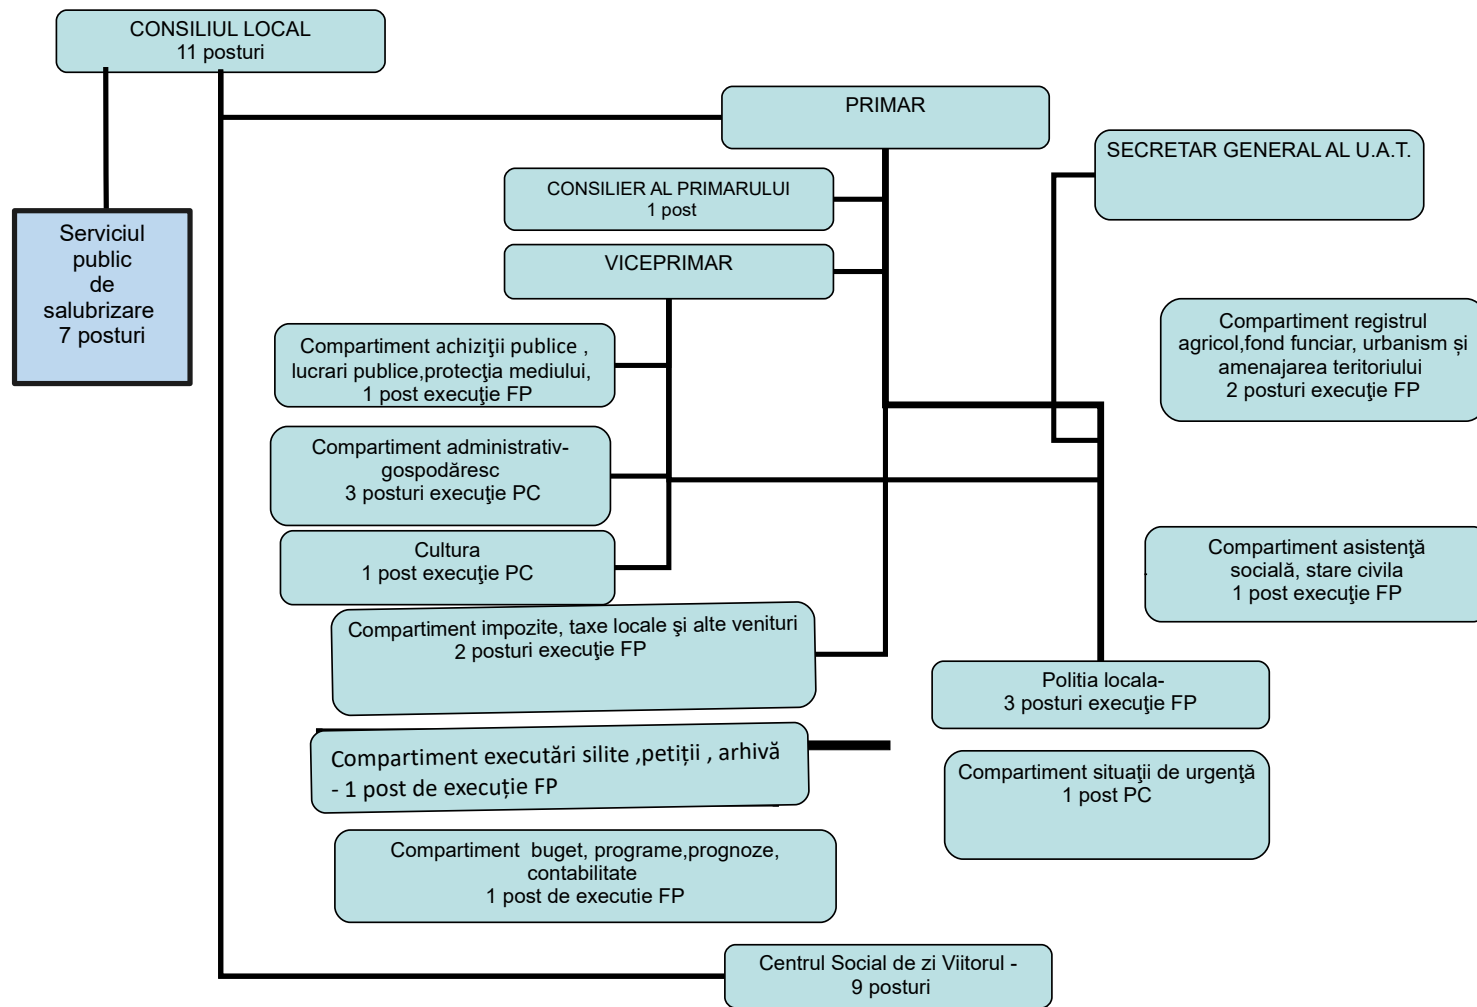 CONSILIUL LOCAL
11 posturi
PRIMAR
SECRETAR GENERAL AL U.A.T.
CONSILIER AL PRIMARULUI
1 post
Serviciul
public
de
salubrizare
7 posturi
VICEPRIMAR
Compartiment achiziţii publice ,
lucrari publice,protecţia mediului,
1 post execuţie FP
Compartiment registrul
agricol,fond funciar, urbanism și
amenajarea teritoriului
2 posturi execuţie FP
Compartiment administrativ-
gospodăresc
3 posturi execuţie PC
Cultura
1 post execuţie PC
Compartiment asistenţă
socială, stare civila
1 post execuţie FP
Compartiment impozite, taxe locale şi alte venituri
2 posturi execuţie FP
Politia locala-
3 posturi execuţie FP
Compartiment executări silite ,petiții , arhivă
- 1 post de execuție FP
Compartiment situaţii de urgenţă
1 post PC
Compartiment  buget, programe,prognoze,
contabilitate
1 post de executie FP
Centrul Social de zi Viitorul -
9 posturi